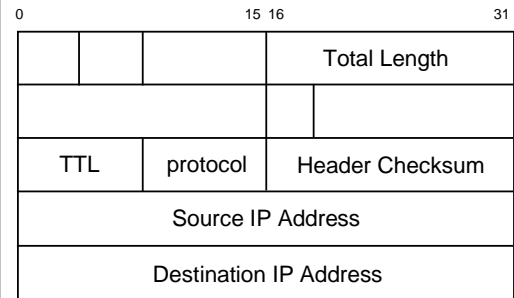 0 15 16 31
Total Length
TTL protocol Header Checksum
Source IP Address
Destination IP Address